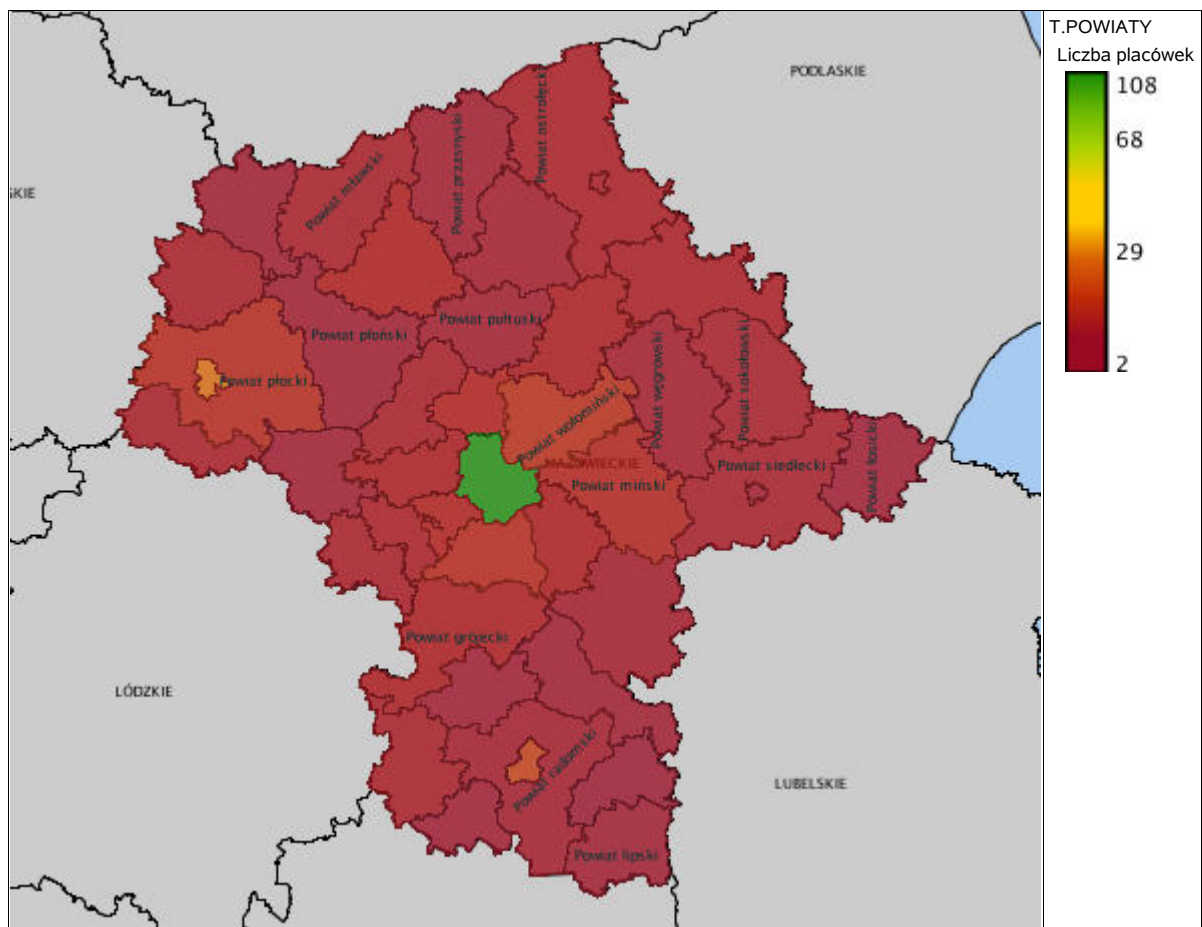 T.POWIATY
Liczba placówek
108
68
29
2
PODLASKIE
SKIE
Powiat ostrołęcki
Powiat przasnyski
Powiat mławski
Powiat pułtuski
Powiat płoński
Powiat płocki
Powiat wołomiński
Powiat węgrowski
Powiat sokołowski
MAZOWIECKIE
Powiat siedlecki
Powiat łosicki
Powiat miński
Powiat grójecki
LÓDZKIE
Powiat radomski
LUBELSKIE
Powiat lipski